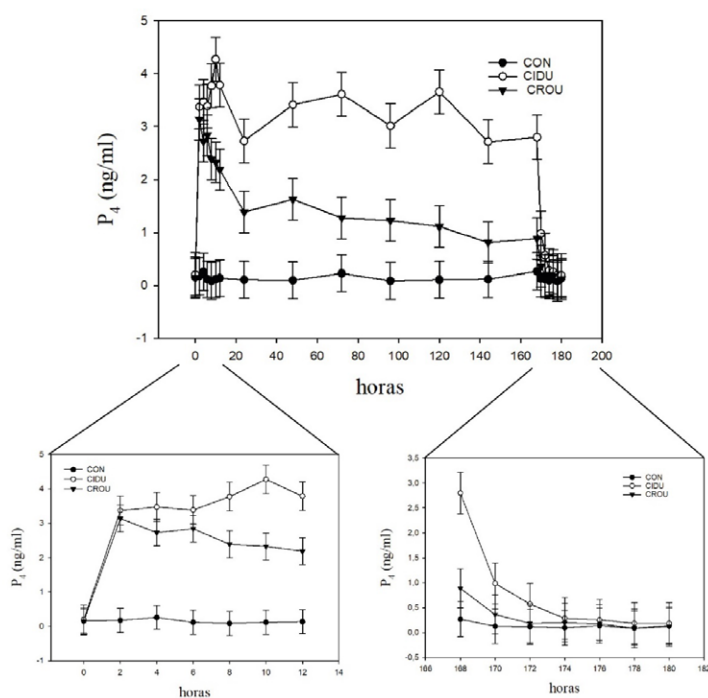 5
4
3
2
1
0
-1
P4 (ng/ml)
CON
CIDU
CROU
0 20 40 60 80 100 120 140 160 180 200
horas
5
4
3
2
1
0
-1
P4 (ng/ml)
CON
CIDU
CROU
0 2 4 6 8 10 12 14
horas
3,5
3,0
2,5
2,0
1,5
1,0
0,5
0,0
-0,5
P4 (ng/ml)
CON
CIDU
CROU
166 168 170 172 174 176 178 180 182
horas